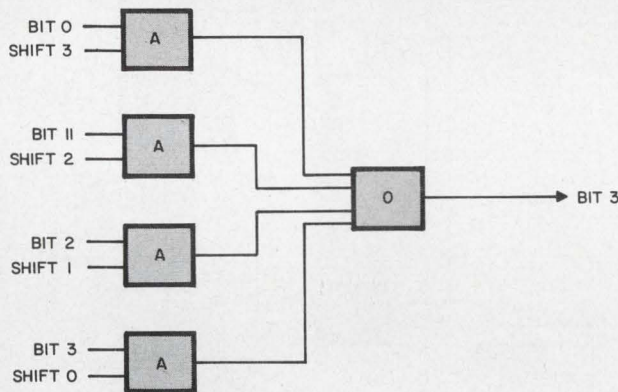 BIT 0
SHIFT 3
A
BIT 11
SHIFT 2
A
BIT 2
SHIFT 1
A
BIT 3
SHIFT 0
A
O
BIT 3